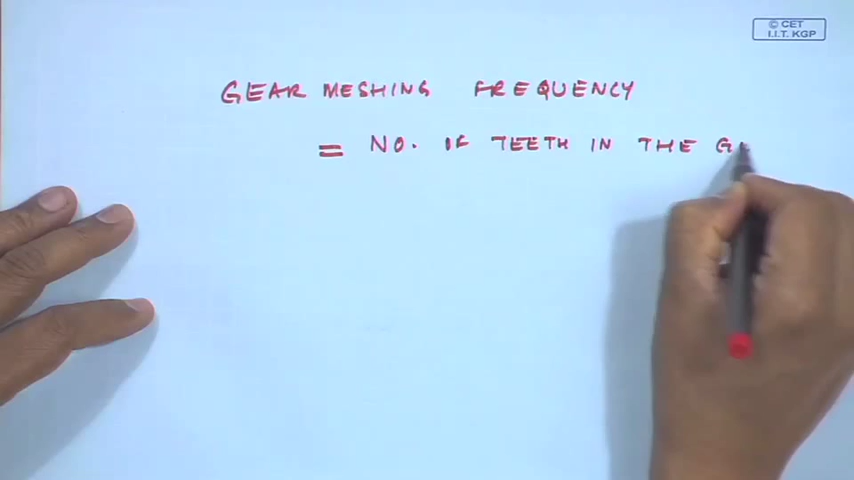 © CET
I.I.T. KGP
GEAR MESHING FREQUENCY
= NO. OF TEETH IN THE